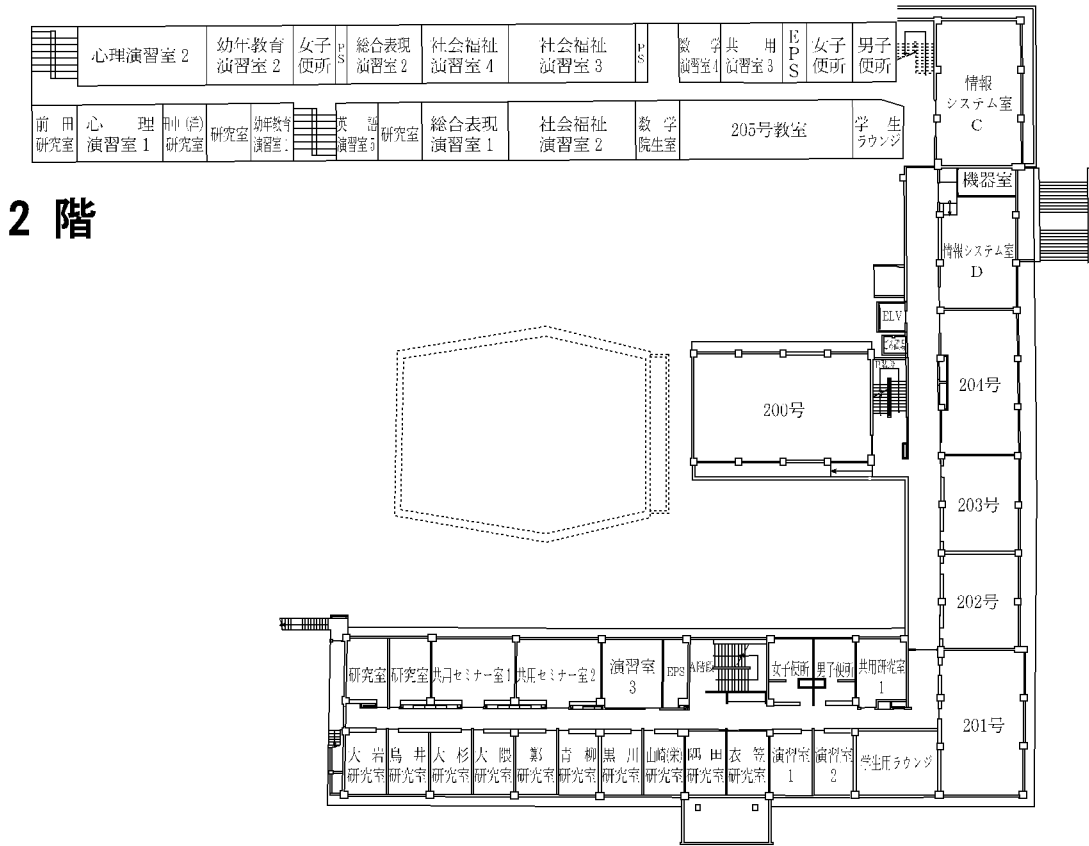 心理演習室 2
幼年教育
演習室 2
女子
便所
PS
総合表現
演習室 2
社会福祉
演習室 4
社会福祉
演習室 3
PS
数 学
演習室 4
共 用
演習室 3
EPS
女子
便所
男子
便所
前 田
研究室
心 理
演習室 1
研究室
研究室
幼年教育
演習室 1
英 語
演習室 3
研究室
総合表現
演習室 1
社会福祉
演習室 2
数 学
院生室
205号教室
学 生
ラウンジ
情報
システム室
C
機器室
情報システム室
D
2 階
ELV
200号
204号
203号
202号
201号
研究室
研究室
共用セミナー室 1
共用セミナー室 2
演習室
3
EPS
A階段
女子便所
男子便所
共用研究室
1
大 岩
研究室
鳥 井
研究室
大 杉
研究室
大 隈
研究室
鄭
研究室
青 柳
研究室
黒 川
研究室
山崎(栄)
研究室
隅 田
研究室
衣 笠
研究室
演習室
1
演習室
2
学生用ラウンジ